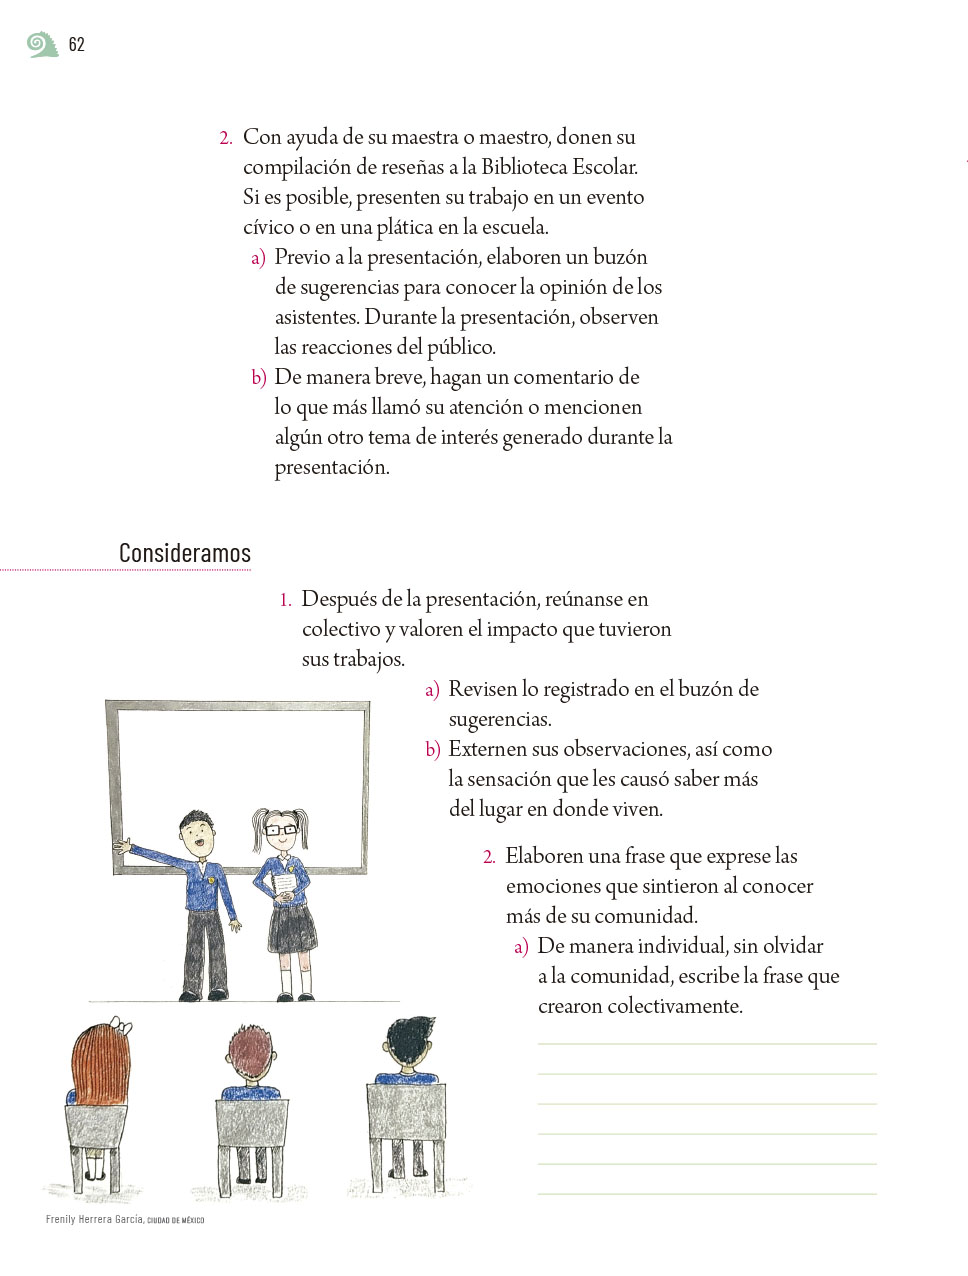 62
2. Con ayuda de su maestra o maestro, donen su
compilación de reseñas a la Biblioteca Escolar.
Si es posible, presenten su trabajo en un evento
cívico o en una plática en la escuela.
a) Previo a la presentación, elaboren un buzón
de sugerencias para conocer la opinión de los
asistentes. Durante la presentación, observen
las reacciones del público.
b) De manera breve, hagan un comentario de
lo que más llamó su atención o mencionen
algún otro tema de interés generado durante la
presentación.
Consideramos
1. Después de la presentación, reúnanse en
colectivo y valoren el impacto que tuvieron
sus trabajos.
a) Revisen lo registrado en el buzón de
sugerencias.
b) Externen sus observaciones, así como
la sensación que les causó saber más
del lugar en donde viven.
2. Elaboren una frase que exprese las
emociones que sintieron al conocer
más de su comunidad.
a) De manera individual, sin olvidar
a la comunidad, escribe la frase que
crearon colectivamente.
Frenily Herrera García, CIUDAD DE MÉXICO